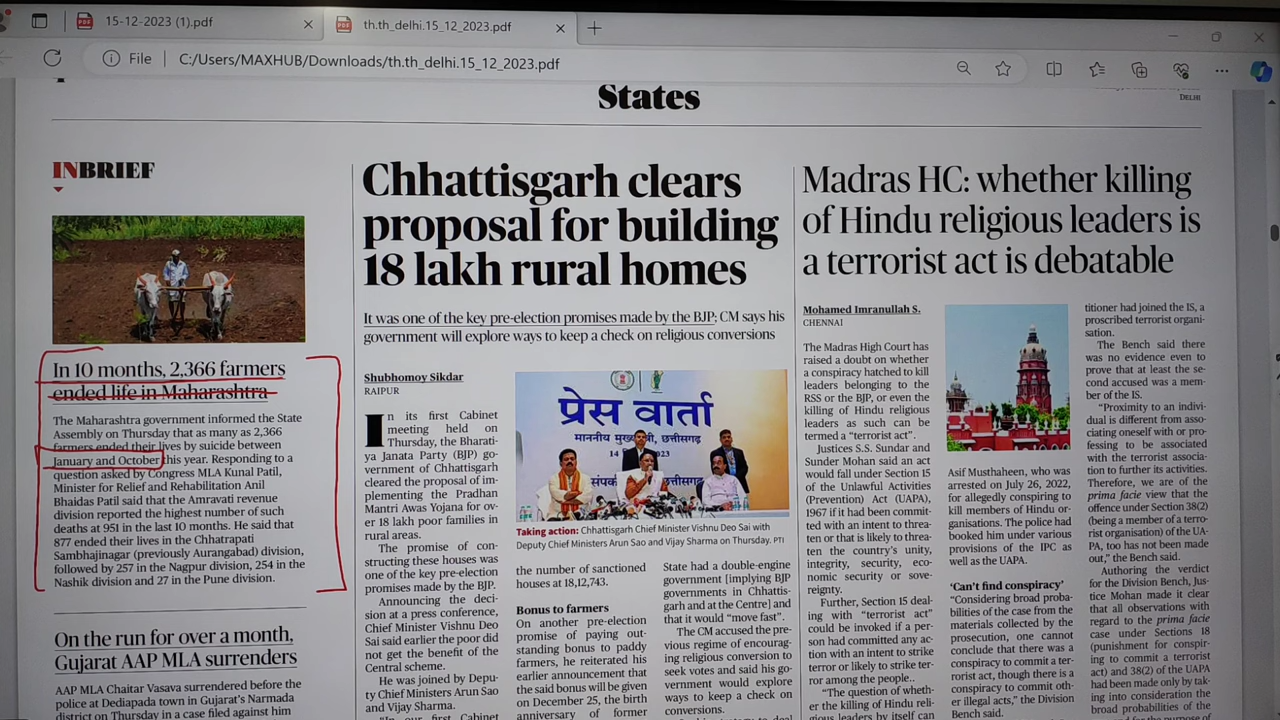 15-12-2023 (1).pdf
th.th_delhi.15_12_2023.pdf
File
C:/Users/MAXHUB/Downloads/th.th_delhi.15_12_2023.pdf
States
DELHI
INBRIEF
In 10 months, 2,366 farmers
ended life in Maharashtra
The Maharashtra government informed the State
Assembly on Thursday that as many as 2,366
farmers ended their lives by suicide between
January and October this year. Responding to a
question asked by Congress MLA Kunal Patil,
Minister for Relief and Rehabilitation Anil
Bhaidas Patil said that the Amravati revenue
division reported the highest number of such
deaths at 951 in the last 10 months. He said that
877 ended their lives in the Chhatrapati
Sambhajinagar (previously Aurangabad) division,
followed by 257 in the Nagpur division, 254 in the
Nashik division and 27 in the Pune division.
On the run for over a month,
Gujarat AAP MLA surrenders
AAP MLA Chaitar Vasava surrendered before the
police at Dediapada town in Gujarat's Narmada
district on Thursday in a case filed against him
Chhattisgarh clears
proposal for building
18 lakh rural homes
It was one of the key pre-election promises made by the BJP; CM says his
government will explore ways to keep a check on religious conversions
Shubhomoy Sikdar
RAIPUR
In its first Cabinet
meeting held on
Thursday, the Bharati-
ya Janata Party (BJP) go-
vernment of Chhattisgarh
cleared the proposal of im-
plementing the Pradhan
Mantri Awas Yojana for ov-
er 18 lakh poor families in
rural areas.
The promise of con-
structing these houses was
one of the key pre-election
promises made by the BJP.
Announcing the deci-
sion at a press conference,
Chief Minister Vishnu Deo
Sai said earlier the poor did
not get the benefit of the
Central scheme.
He was joined by Depu-
ty Chief Ministers Arun Sao
and Vijay Sharma.
"In our first Cabinet
प्रेस वार्ता
माननीय मुख्यमंत्री, छत्तीसगढ़
Taking action: Chhattisgarh Chief Minister Vishnu Deo Sai with
Deputy Chief Ministers Arun Sao and Vijay Sharma on Thursday. PTI
the number of sanctioned
houses at 18,12,743.
Bonus to farmers
On another pre-election
promise of paying out-
standing bonus to paddy
farmers, he reiterated his
earlier announcement that
the said bonus will be given
on December 25, the birth
anniversary of former
State had a double-engine
government [implying BJP
governments in Chhattis-
garh and at the Centre] and
that it would "move fast".
The CM accused the pre-
vious regime of encourag-
ing religious conversion to
seek votes and said his go-
vernment would explore
ways to keep a check on
conversions.
Madras HC: whether killing
of Hindu religious leaders is
a terrorist act is debatable
Mohamed Imranullah S.
CHENNAI
The Madras High Court has
raised a doubt on whether
a conspiracy hatched to kill
leaders belonging to the
RSS or the BJP, or even the
killing of Hindu religious
leaders as such can be
termed a "terrorist act".
Justices S.S. Sundar and
Sunder Mohan said an act
would fall under Section 15
of the Unlawful Activities
(Prevention) Act (UAPA),
1967 if it had been commit-
ted with an intent to threa-
ten or that is likely to threa-
ten the country's unity,
integrity, security, eco-
nomic security or sove-
reignty.
Further, Section 15 deal-
ing with "terrorist act"
could be invoked if a per-
son had committed any ac-
tion with an intent to strike
terror or likely to strike ter-
ror among the people..
"The question of wheth-
er the killing of Hindu reli-
gious leaders by itself can
Asif Musthaheen, who was
arrested on July 26, 2022,
for allegedly conspiring to
kill members of Hindu or-
ganisations. The police had
booked him under various
provisions of the IPC as
well as the UAPA.
'Can't find conspiracy'
"Considering broad proba-
bilities of the case from the
materials collected by the
prosecution, one cannot
conclude that there was a
conspiracy to commit a ter-
rorist act, though there is a
conspiracy to commit oth-
er illegal acts," the Division
Bench said.
titioner had joined the IS, a
proscribed terrorist organi-
sation.
The Bench said there
was no evidence even to
prove that at least the se-
cond accused was a mem-
ber of the IS.
"Proximity to an indivi-
dual is different from asso-
ciating oneself with or pro-
fessing to be associated
with the terrorist associa-
tion to further its activities.
Therefore, we are of the
prima facie view that the
offence under Section 38(2)
(being a member of a terro-
rist organisation) of the UA-
PA, too has not been made
out," the Bench said.
Authoring the verdict
for the Division Bench, Jus-
tice Mohan made it clear
that all observations with
regard to the prima facie
case under Sections 18
(punishment for conspir-
ing to commit a terrorist
act) and 38(2) of the UAPA
had been made only by tak-
ing into consideration the
broad probabilities of the